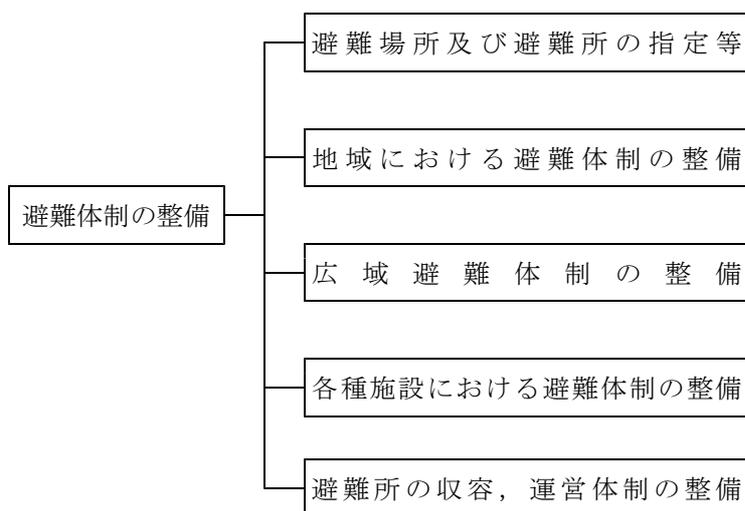 避難体制の整備
避難場所及び避難所の指定等
地域における避難体制の整備
広域避難体制の整備
各種施設における避難体制の整備
避難所の収容，運営体制の整備